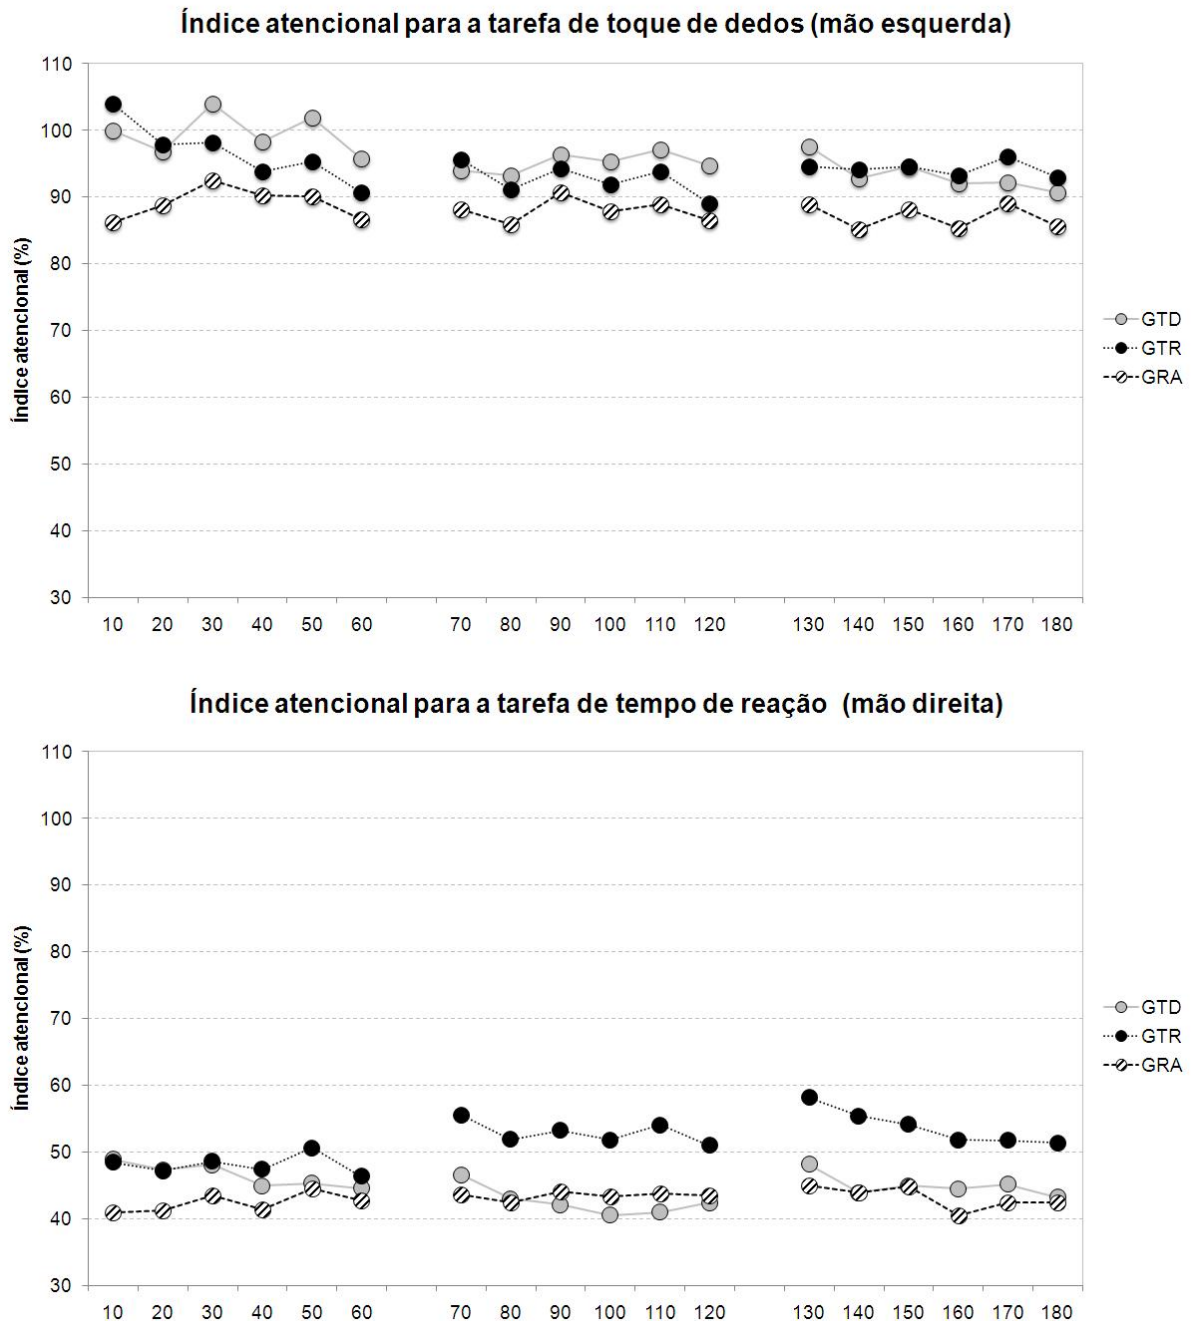 Índice atencional para a tarefa de toque de dedos (mão esquerda)
110
100
90
80
70
60
50
40
30
Índice atencional (%)
10 20 30 40 50 60 70 80 90 100 110 120 130 140 150 160 170 180
GTD
GTR
GRA
Índice atencional para a tarefa de tempo de reação (mão direita)
110
100
90
80
70
60
50
40
30
Índice atencional (%)
10 20 30 40 50 60 70 80 90 100 110 120 130 140 150 160 170 180
GTD
GTR
GRA